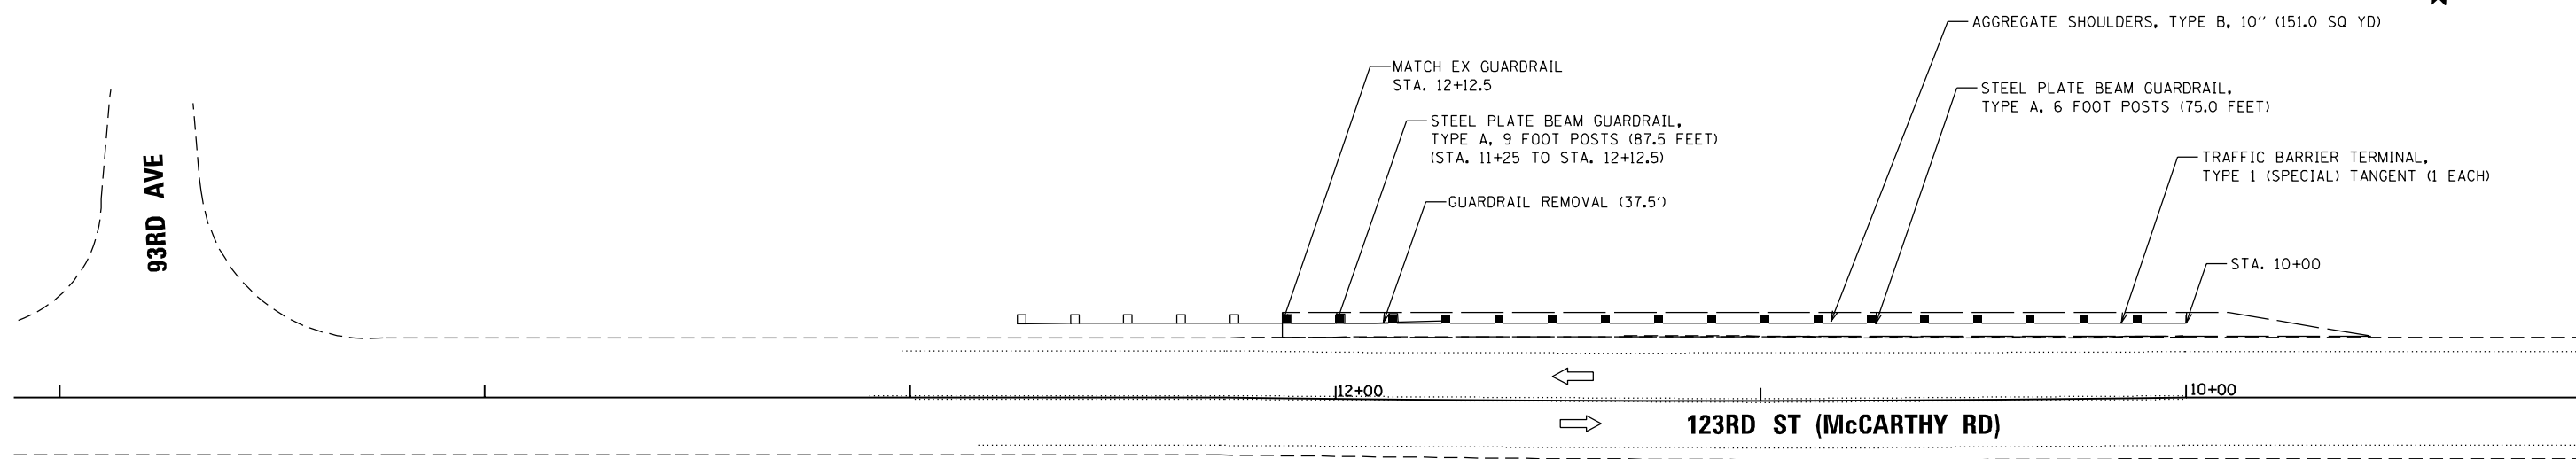 AGGREGATE SHOULDERS, TYPE B, 10" (151.0 SQ YD)
MATCH EX GUARDRAIL
STA. 12+12.5
STEEL PLATE BEAM GUARDRAIL,
TYPE A, 6 FOOT POSTS (75.0 FEET)
STEEL PLATE BEAM GUARDRAIL,
TYPE A, 9 FOOT POSTS (87.5 FEET)
(STA. 11+25 TO STA. 12+12.5)
TRAFFIC BARRIER TERMINAL,
TYPE 1 (SPECIAL) TANGENT (1 EACH)
GUARDRAIL REMOVAL (37.5')
93RD AVE
STA. 10+00
12+00
10+00
123RD ST (McCARTHY RD)